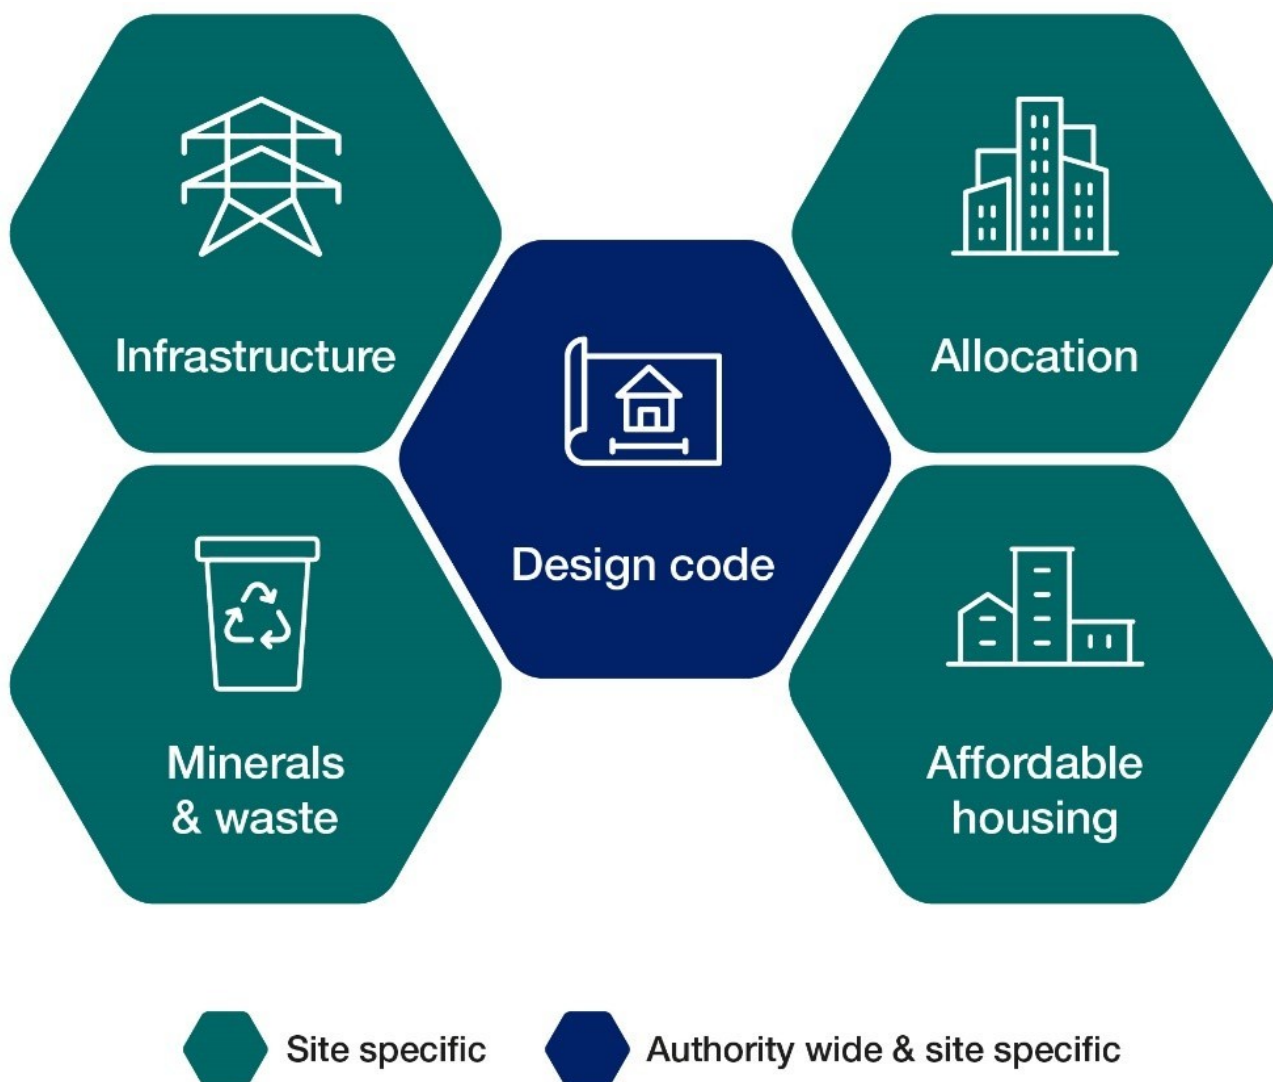 Infrastructure
Allocation
Design code
Minerals
& waste
Affordable
housing
Site specific
Authority wide & site specific